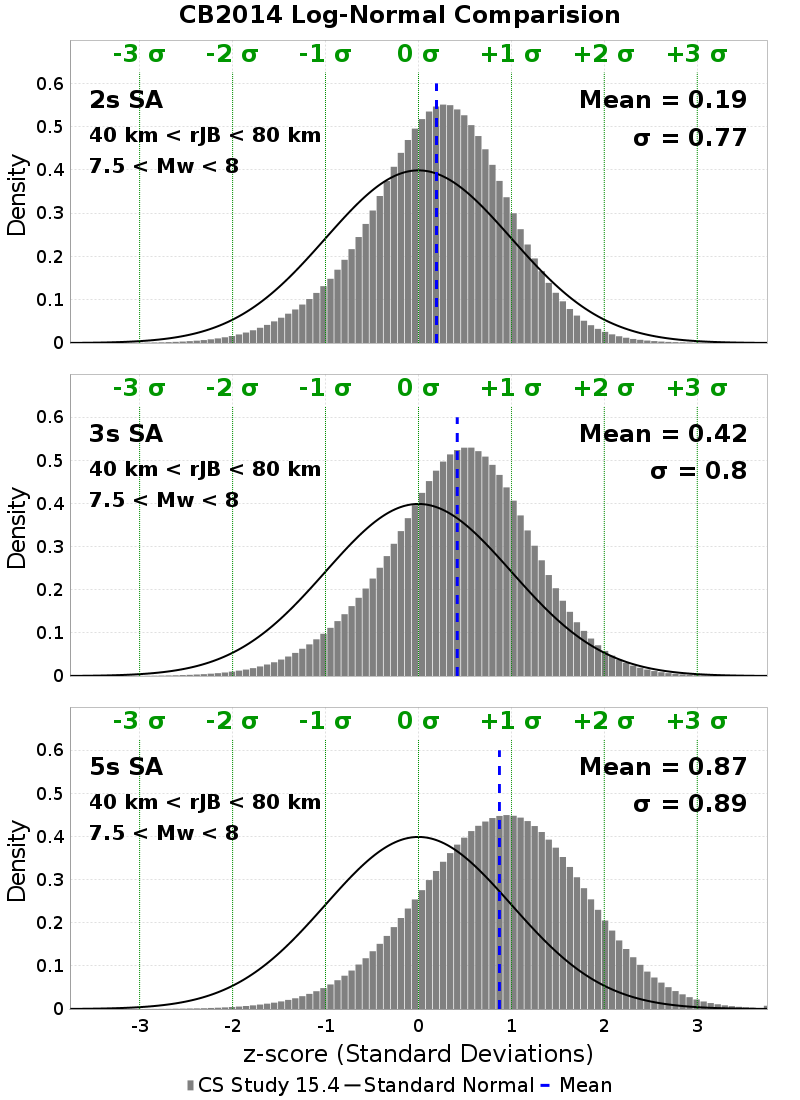 CB2014 Log-Normal Comparision
-3 σ -2 σ -1 σ 0 σ +1 σ +2 σ +3 σ
0.6
2s SA Mean = 0.19
0.5
40 km < rJB < 80 km σ = 0.77
0.4
7.5 < Mw < 8
0.3
0.2
0.1
0
Density
-3 σ -2 σ -1 σ 0 σ +1 σ +2 σ +3 σ
0.6
3s SA Mean = 0.42
0.5
40 km < rJB < 80 km σ = 0.8
0.4
7.5 < Mw < 8
0.3
0.2
0.1
0
Density
-3 σ -2 σ -1 σ 0 σ +1 σ +2 σ +3 σ
0.6
5s SA Mean = 0.87
0.5
40 km < rJB < 80 km σ = 0.89
0.4
7.5 < Mw < 8
0.3
0.2
0.1
0
Density
-3 -2 -1 0 1 2 3
z-score (Standard Deviations)
CS Study 15.4 Standard Normal Mean